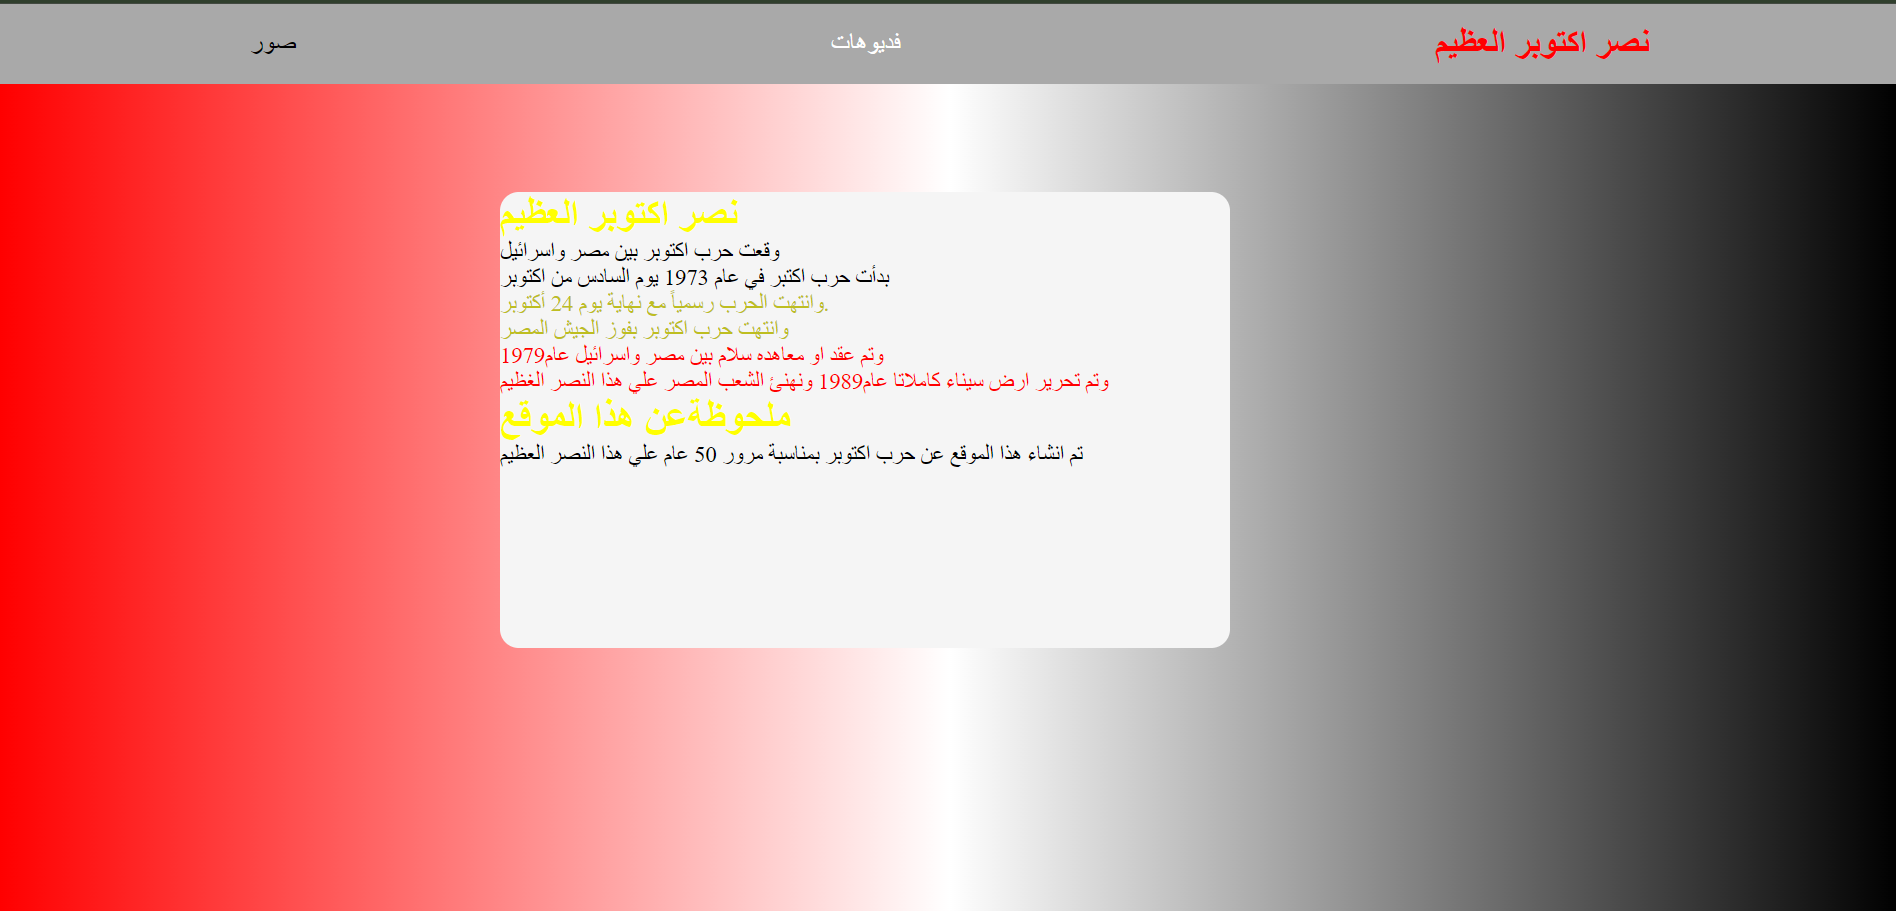 نصر اكتوبر العظيم
فديوهات
صور
نصر اكتوبر العظيم
وقعت حرب اكتوبر بين مصر واسرائيل
بدأت حرب اكتبر في عام 1973 يوم السادس من اكتوبر
وانتهت الحرب رسمياً مع نهاية يوم 24 أكتوبر.
وانتهت حرب اكتوبر بفوز الجيش المصر
وتم عقد او معاهده سلام بين مصر واسرائيل عام1979
وتم تحرير ارض سيناء كاملاتا عام1989 ونهنئ الشعب المصر علي هذا النصر الغظيم
ملحوظةعن هذا الموقع
تم انشاء هذا الموقع عن حرب اكتوبر بمناسبة مرور 50 عام علي هذا النصر العظيم